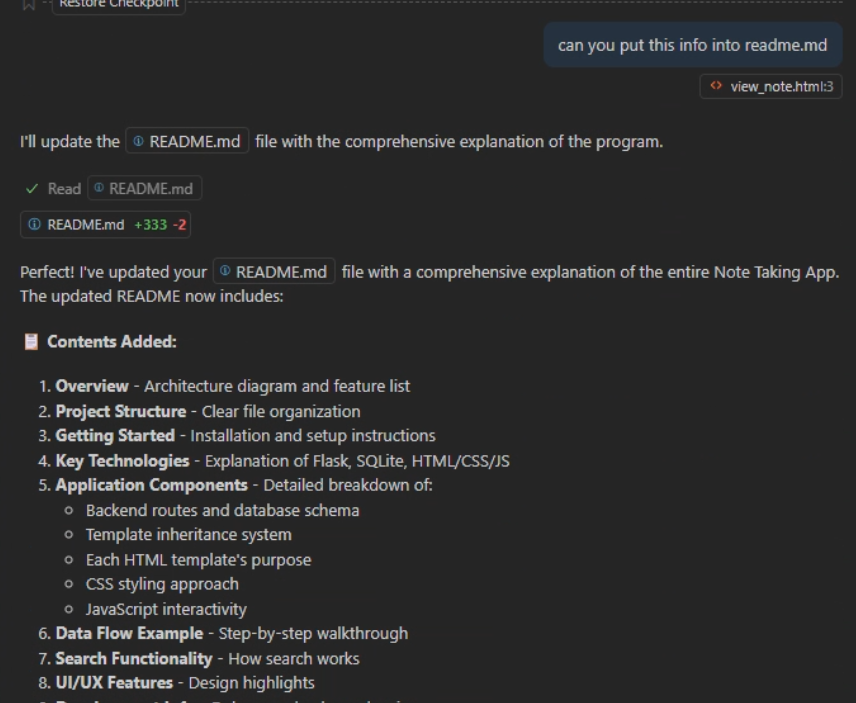 Restore Checkpoint
can you put this info into readme.md
view_note.html:3
I'll update the README.md file with the comprehensive explanation of the program.
Read README.md
README.md +333 -2
Perfect! I've updated your README.md file with a comprehensive explanation of the entire Note Taking App.
The updated README now includes:
Contents Added:
1. Overview - Architecture diagram and feature list
2. Project Structure - Clear file organization
3. Getting Started - Installation and setup instructions
4. Key Technologies - Explanation of Flask, SQLite, HTML/CSS/JS
5. Application Components - Detailed breakdown of:
Backend routes and database schema
Template inheritance system
Each HTML template's purpose
CSS styling approach
JavaScript interactivity
6. Data Flow Example - Step-by-step walkthrough
7. Search Functionality - How search works
8. UI/UX Features - Design highlights